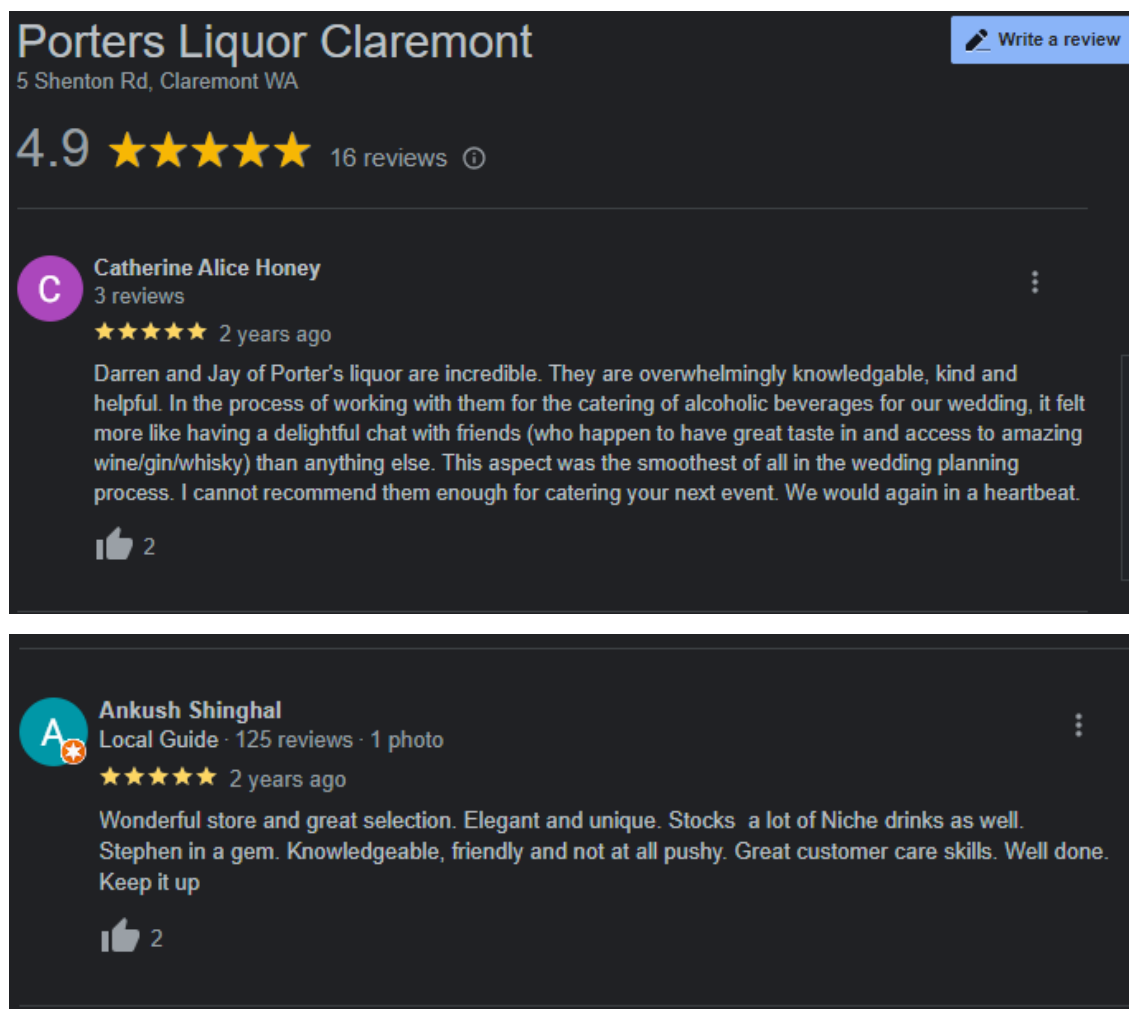 Porters Liquor Claremont
Write a review
5 Shenton Rd, Claremont WA
4.9 16 reviews
C
Catherine Alice Honey
3 reviews
2 years ago
Darren and Jay of Porter's liquor are incredible. They are overwhelmingly knowledgable, kind and
helpful. In the process of working with them for the catering of alcoholic beverages for our wedding, it felt
more like having a delightful chat with friends (who happen to have great taste in and access to amazing
wine/gin/whisky) than anything else. This aspect was the smoothest of all in the wedding planning
process. I cannot recommend them enough for catering your next event. We would again in a heartbeat.
2
A
Ankush Shinghal
Local Guide · 125 reviews · 1 photo
2 years ago
Wonderful store and great selection. Elegant and unique. Stocks  a lot of Niche drinks as well.
Stephen in a gem. Knowledgeable, friendly and not at all pushy. Great customer care skills. Well done.
Keep it up
2